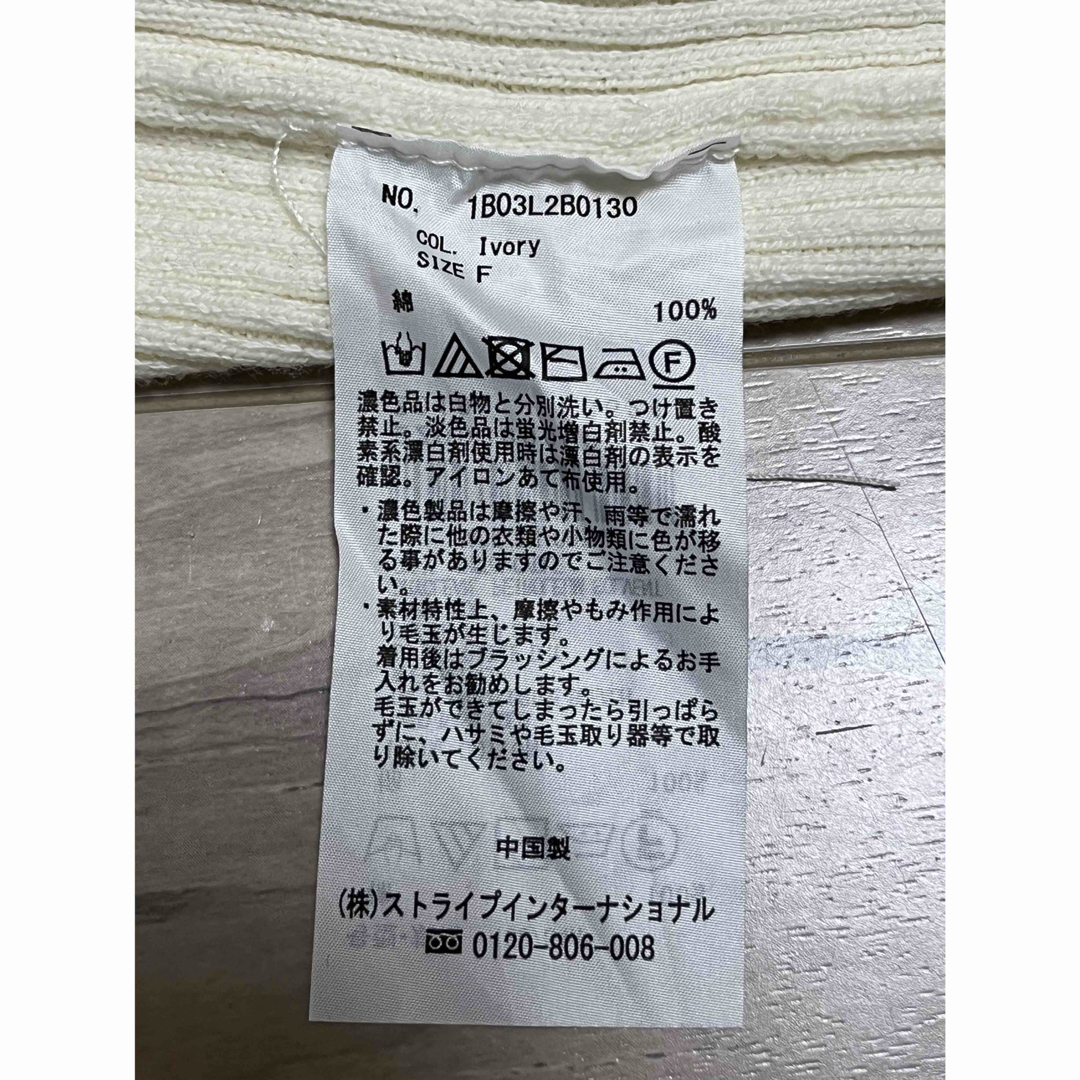 NO. 1B03L2B0130
COL. Ivory
SIZE F
綿 100%
F
濃色品は白物と分別洗い。つけ置き
禁止。淡色品は蛍光増白剤禁止。酸
素系漂白剤使用時は漂白剤の表示を
確認。アイロンあて布使用。
・濃色製品は摩擦や汗、雨等で濡れ
た際に他の衣類や小物類に色が移
る事がありますのでご注意くださ
い。
・素材特性上、摩擦やもみ作用によ
り毛玉が生じます。
着用後はブラッシングによるお手
入れをお勧めします。
毛玉ができてしまったら引っぱら
ずに、ハサミや毛玉取り器等で取
り除いてください。
中国製
(株)ストライプインターナショナル
0120-806-008